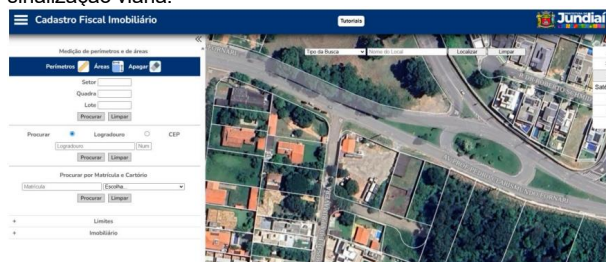 sinalização viária.
Cadastro Fiscal Imobiliário
Tutoriais
Jundiaí
Medição de perímetros e de áreas
Perímetros Áreas Apagar
Setor
Quadra
Lote
Procurar Limpar
Procurar Logradouros CEP
Logradouro Num
Procurar Limpar
Procurar por Matrícula e Cartório
Matrícula Escolha...
Procurar Limpar
+ Limites
+ Imobiliário
Tipo da Busca Nome do Local Localizar Limpar
Saté